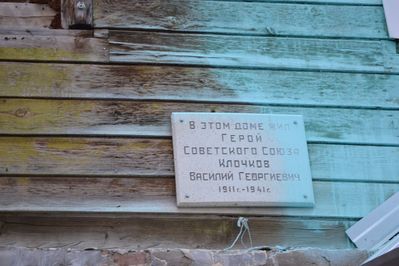 В ЭТОМ ДОМЕ ЖИЛ
ГЕРОЙ
СОВЕТСКОГО СОЮЗА
КЛОЧКОВ
ВАСИЛИЙ ГЕОРГИЕВИЧ
1911г.-1941г.